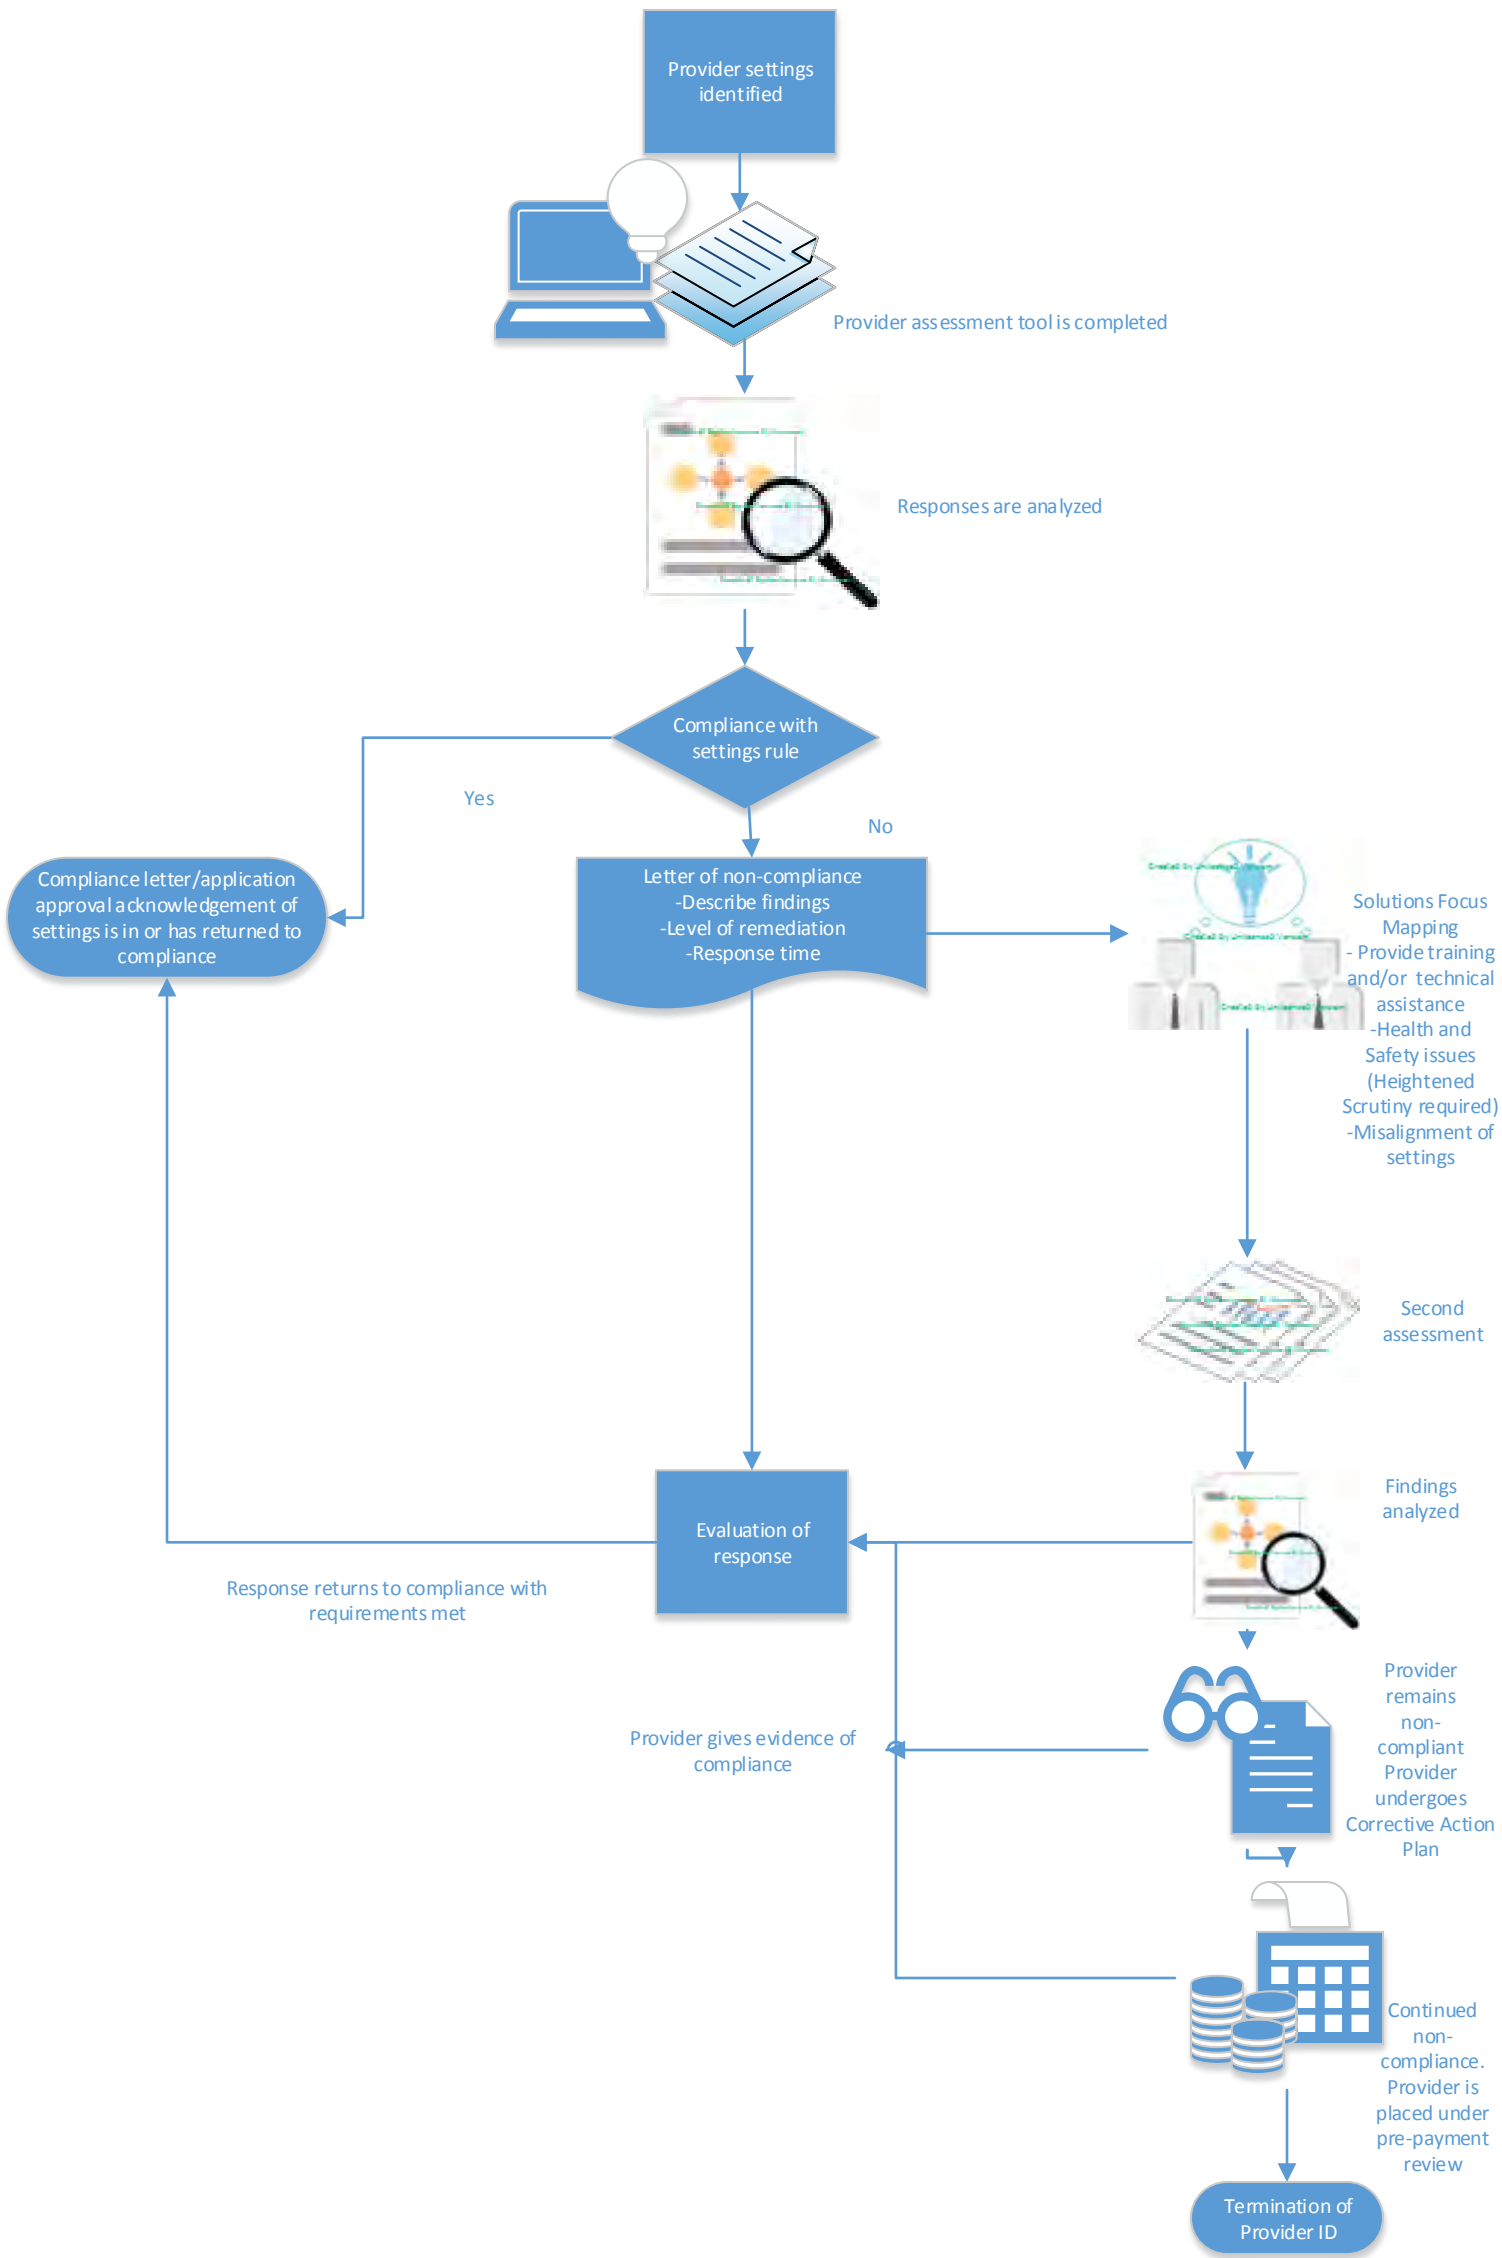 Provider settings
identified
Provider assessment tool is completed
Responses are analyzed
Compliance with
settings rule
Yes
No
Compliance letter/application
approval acknowledgement of
settings is in or has returned to
compliance
Letter of non-compliance
-Describe findings
-Level of remediation
-Response time
Solutions Focus
Mapping
- Provide training
and/or technical
assistance
-Health and
Safety issues
(Heightened
Scrutiny required)
-Misalignment of
settings
Second
assessment
Findings
analyzed
Evaluation of
response
Response returns to compliance with
requirements met
Provider
remains
non-
compliant
Provider
undergoes
Corrective Action
Plan
Provider gives evidence of
compliance
Continued
non-
compliance.
Provider is
placed under
pre-payment
review
Termination of
Provider ID